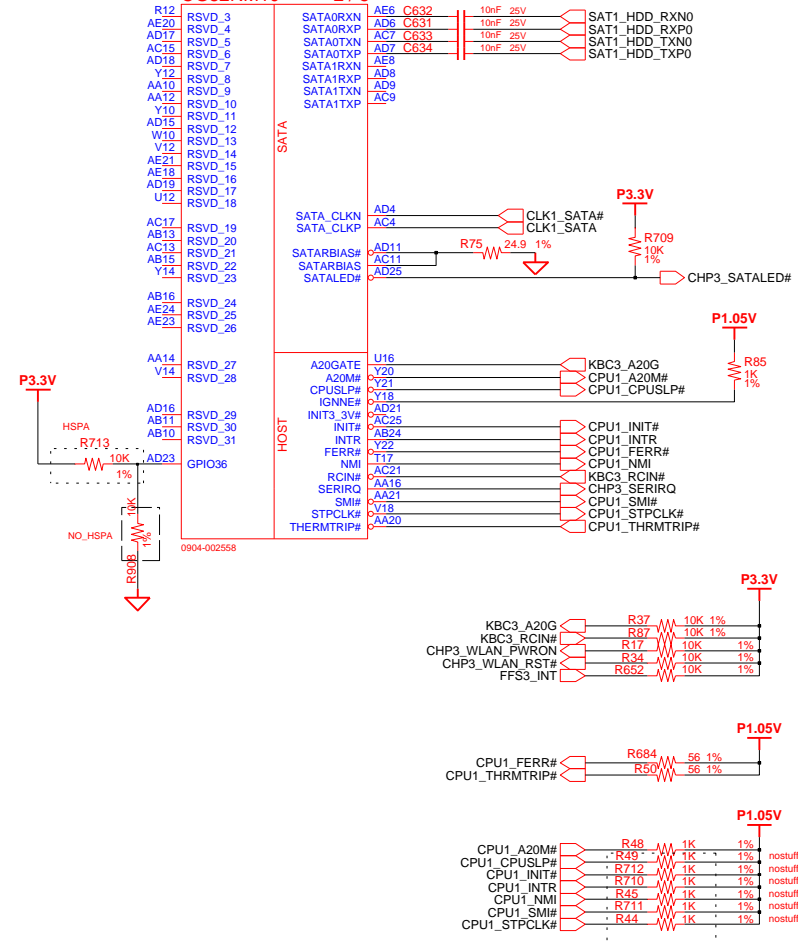 R12 RSVD_3 SATA0RXN AE6 C632 10nF 25V SAT1_HDD_RXN0
AE20 RSVD_4 SATA0RXP AD6 C631 10nF 25V SAT1_HDD_RXP0
AD17 RSVD_5 SATA0TXN AC7 C633 10nF 25V SAT1_HDD_TXN0
AC15 RSVD_6 SATA0TXP AD7 C634 10nF 25V SAT1_HDD_TXP0
AD18 RSVD_7 SATA1RXN AE8
Y12 RSVD_8 SATA1RXP AD8
AA10 RSVD_9 SATA1TXN AD9
AA12 RSVD_10 SATA1TXP AC9
Y10 RSVD_11
AD15 RSVD_12
W10 RSVD_13
V12 RSVD_14
AE21 RSVD_15
AE18 RSVD_16
AD19 RSVD_17
U12 RSVD_18
SATA
P3.3V
SATA_CLKN AD4 CLK1_SATA#
SATA_CLKP AC4 CLK1_SATA
AC17 RSVD_19
AB13 RSVD_20
AC13 RSVD_21
AB15 RSVD_22
Y14 RSVD_23
R709
10K
1%
SATARBIAS# AD11 R75 24.9 1%
SATARBIAS AC11
SATALED# AD25 CHP3_SATALED#
AB16 RSVD_24
AE24 RSVD_25
AE23 RSVD_26
P1.05V
R85
1K
1%
AA14 RSVD_27
V14 RSVD_28
A20GATE U16 KBC3_A20G
A20M# Y20 CPU1_A20M#
CPUSLP# Y21 CPU1_CPUSLP#
IGNNE# Y18
INIT3_3V# AD21
INIT# AC25 CPU1_INIT#
INTR AB24 CPU1_INTR
FERR# Y22 CPU1_FERR#
NMI T17 CPU1_NMI
RCIN# AC21 KBC3_RCIN#
SERIRQ AA16 CHP3_SERIRQ
SMI# AA21 CPU1_SMI#
STPCLK# V18 CPU1_STPCLK#
THERMTRIP# AA20 CPU1_THRMTRIP#
HOST
P3.3V
AD16 RSVD_29
AB11 RSVD_30
AB10 RSVD_31
HSPA
R713
10K
1%
AD23 GPIO36
NO_HSPA
10K
1%
R908
0904-002558
P3.3V
KBC3_A20G R37 10K 1%
KBC3_RCIN# R87 10K 1%
CHP3_WLAN_PWRON R17 10K 1%
CHP3_WLAN_RST# R34 10K 1%
FFS3_INT R652 10K 1%
P1.05V
CPU1_FERR# R684 56 1%
CPU1_THRMTRIP# R50 56 1%
P1.05V
CPU1_A20M# R48 1K 1%
CPU1_CPUSLP# R49 1K 1% nostuff
CPU1_INIT# R712 1K 1% nostuff
CPU1_INTR R710 1K 1% nostuff
CPU1_NMI R45 1K 1% nostuff
CPU1_SMI# R711 1K 1% nostuff
CPU1_STPCLK# R44 1K 1% nostuff